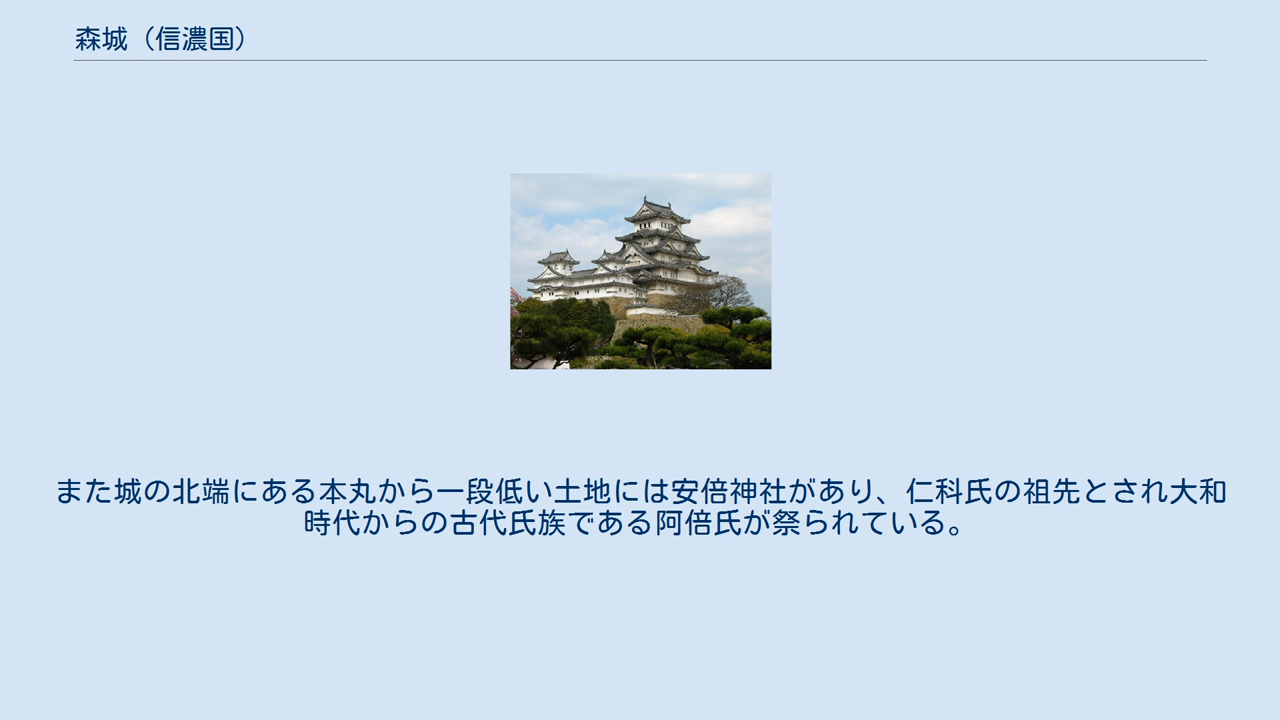 森城（信濃国）
また城の北端にある本丸から一段低い土地には安倍神社があり、仁科氏の祖先とされ大和
時代からの古代氏族である阿倍氏が祭られている。